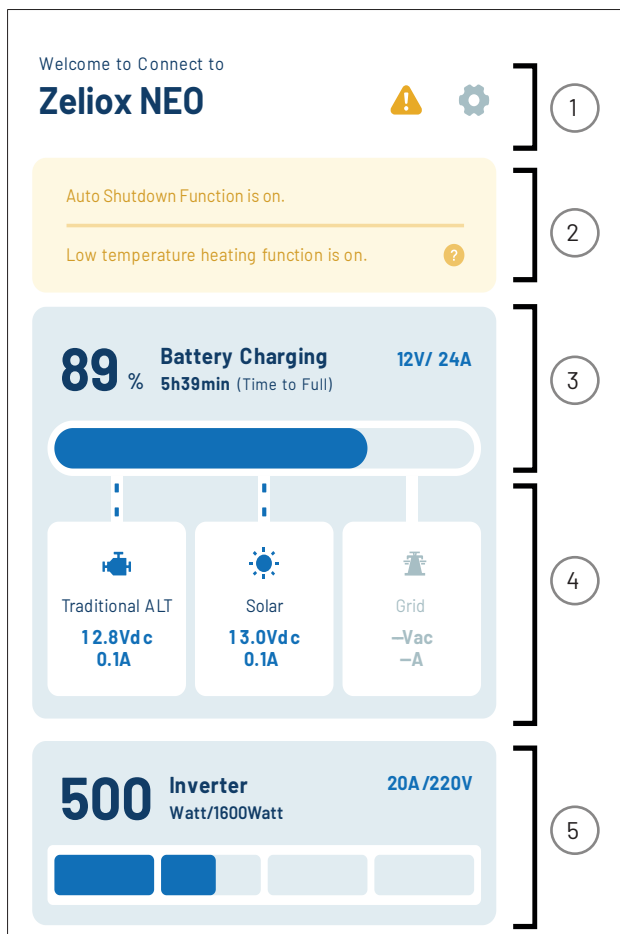 Welcome to Connect to
Zeliox NEO
!
1
Auto Shutdown Function is on.
Low temperature heating function is on.
?
2
89 %
Battery Charging
5h39min (Time to Full)
12V/ 24A
3
Traditional ALT
12.8Vdc
0.1A
Solar
13.0Vdc
0.1A
Grid
—Vac
—A
4
500
Inverter
Watt/1600Watt
20A/220V
5